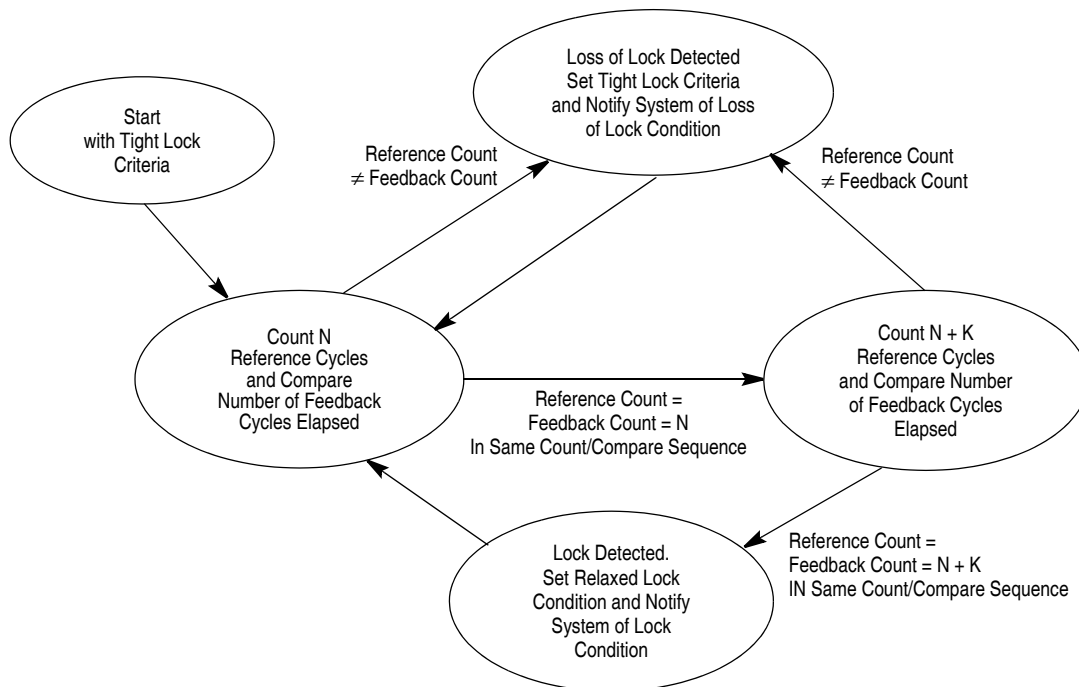 Start
with Tight Lock
Criteria
Loss of Lock Detected
Set Tight Lock Criteria
and Notify System of Loss
of Lock Condition
Reference Count
≠ Feedback Count
Reference Count
≠ Feedback Count
Count N
Reference Cycles
and Compare
Number of Feedback
Cycles Elapsed
Reference Count =
Feedback Count = N
In Same Count/Compare Sequence
Count N + K
Reference Cycles
and Compare Number
of Feedback Cycles
Elapsed
Lock Detected.
Set Relaxed Lock
Condition and Notify
System of Lock
Condition
Reference Count =
Feedback Count = N + K
IN Same Count/Compare Sequence